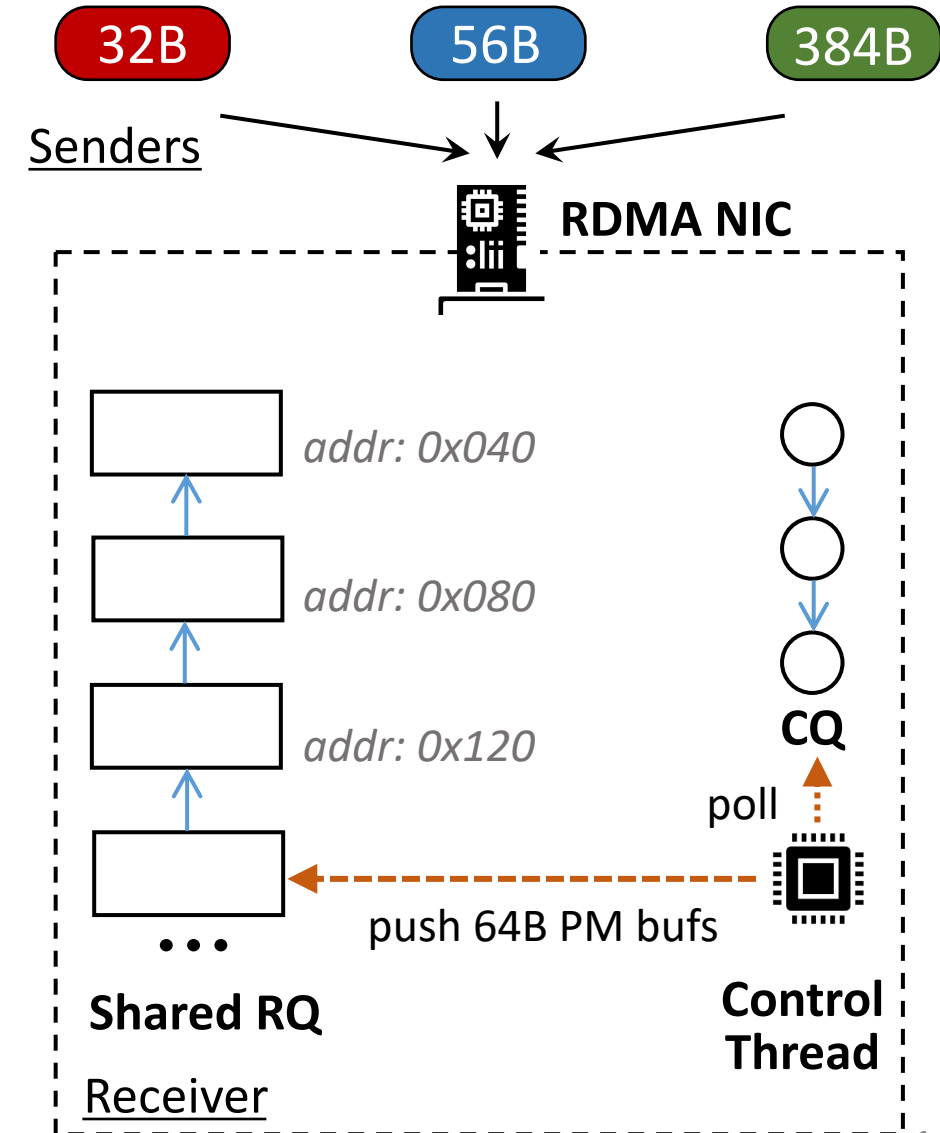 32B 56B 384B
Senders
RDMA NIC
addr: 0x040
addr: 0x080
addr: 0x120
CQ
poll
push 64B PM bufs
...
Shared RQ
Control
Thread
Receiver